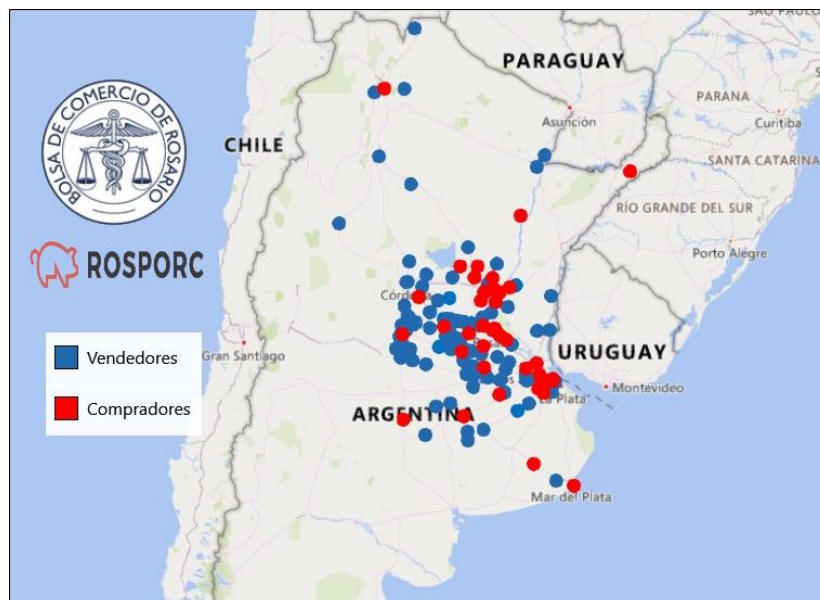 SÃO PAULO
PARAGUAY
PARANA
Asunción
Curitiba
BOLSA DE COMERCIO DE ROSARIO
CHILE
SANTA CATARINA
RÍO GRANDE DEL SUR
Porto Alegre
ROSPORC
Córdoba
Vendedores
Gran Santiago
URUGUAY
Compradores
Montevideo
La Plata
ARGENTINA
Mar del Plata